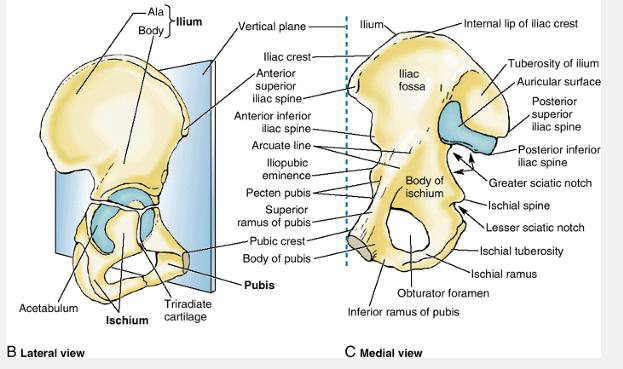 Ala
Ilium
Body
Vertical plane
Ilium
Internal lip of iliac crest
Iliac crest
Anterior
superior
iliac spine
Iliac
fossa
Tuberosity of ilium
Auricular surface
Posterior
superior
iliac spine
Anterior inferior
iliac spine
Arcuate line
Iliopubic
eminence
Pecten pubis
Superior
ramus of pubis
Pubic crest
Body of pubis
Pubis
Posterior inferior
iliac spine
Greater sciatic notch
Body of
ischium
Ischial spine
Lesser sciatic notch
Ischial tuberosity
Ischial ramus
Obturator foramen
Inferior ramus of pubis
Acetabulum
Ischium
Triradiate
cartilage
B Lateral view
C Medial view